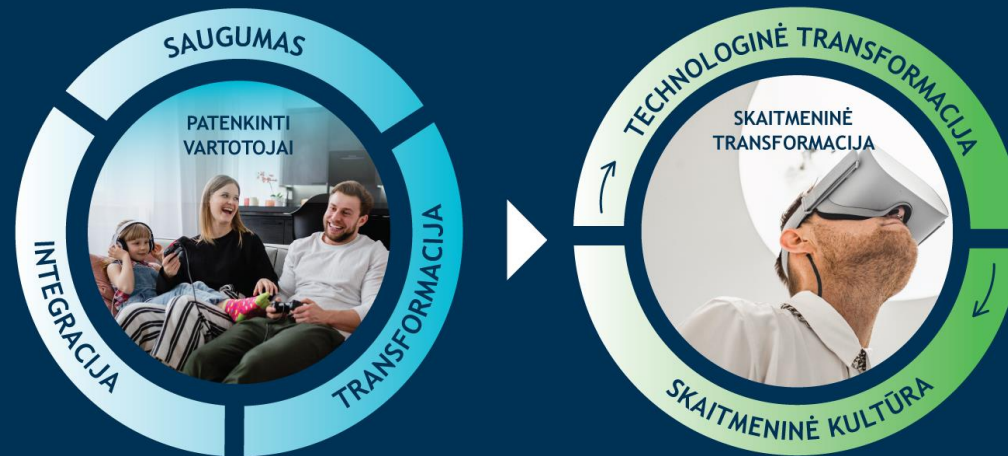 SAUGUMAS
PATENKINTI
VARTOTOJAI
INTEGRACIJA
TRANSFORMACIJA
TECHNOLOGINĖ TRANSFORMACIJA
SKAITMENINĖ
TRANSFORMACIJA
SKAITMENINĖ KULTŪRA